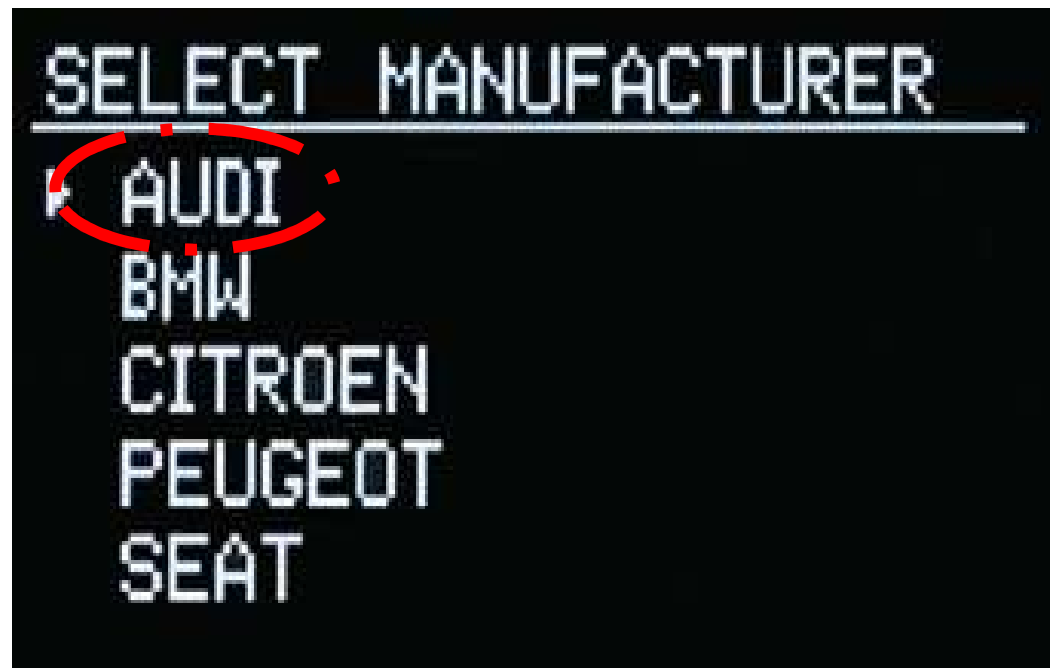 SELECT MANUFACTURER
AUDI
BMW
CITROEN
PEUGEOT
SEAT